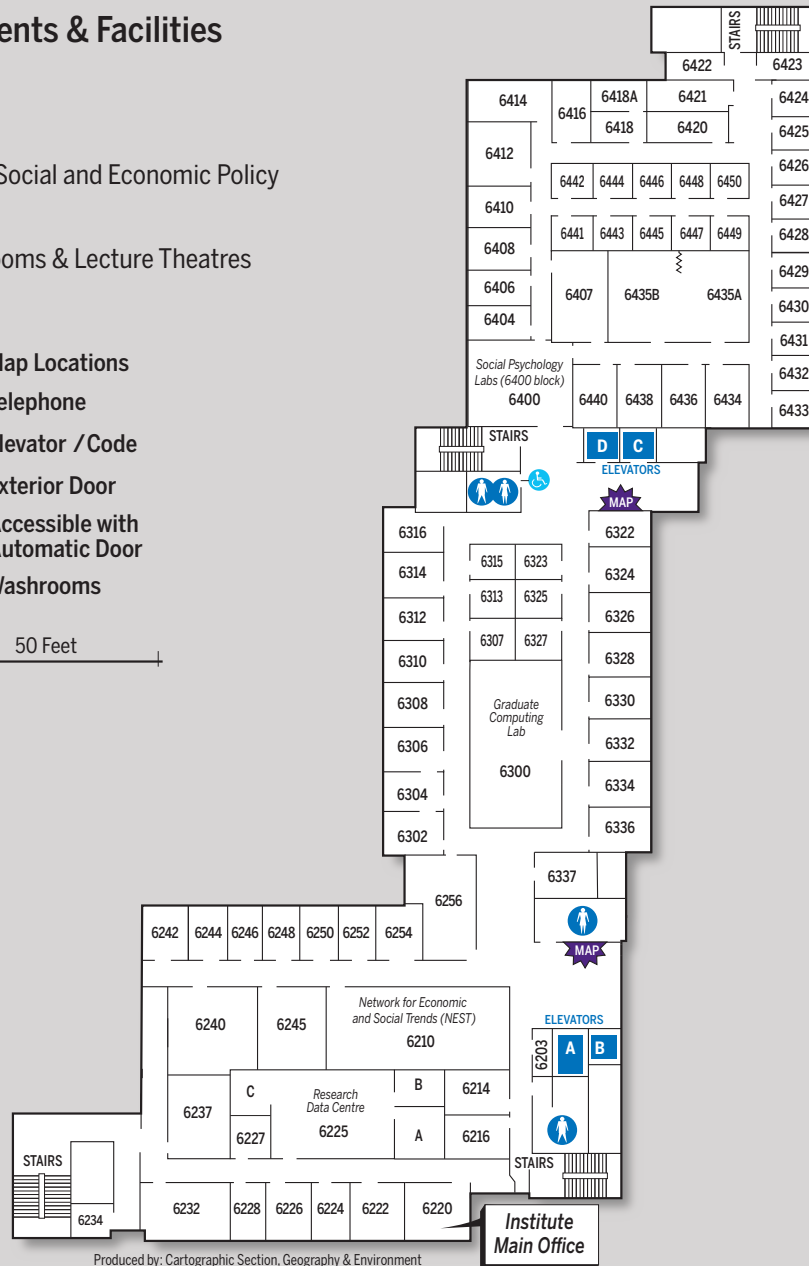 ents & Facilities
Social and Economic Policy
oms & Lecture Theatres
Map Locations
elephone
levator / Code
xterior Door
Accessible with
Automatic Door
Washrooms
50 Feet
STAIRS
6422
6423
6414
6416
6418A
6421
6424
6418
6420
6425
6412
6426
6442
6444
6446
6448
6450
6427
6410
6441
6443
6445
6447
6449
6428
6408
6429
6406
6407
6435B
6435A
6430
6404
6431
Social Psychology
Labs (6400 block)
6400
6440
6438
6436
6434
6432
6433
STAIRS
D
C
ELEVATORS
MAP
6316
6322
6315
6323
6314
6324
6313
6325
6312
6326
6307
6327
6310
6328
6308
6330
Graduate
Computing
Lab
6300
6306
6332
6304
6334
6302
6336
6337
6256
6242
6244
6246
6248
6250
6252
6254
MAP
Network for Economic
and Social Trends (NEST)
6210
6240
6245
ELEVATORS
6203
A
B
C
Research
Data Centre
6225
B
6214
6237
6227
A
6216
STAIRS
STAIRS
6234
6232
6228
6226
6224
6222
6220
Institute
Main Office
Produced by: Cartographic Section, Geography & Environment